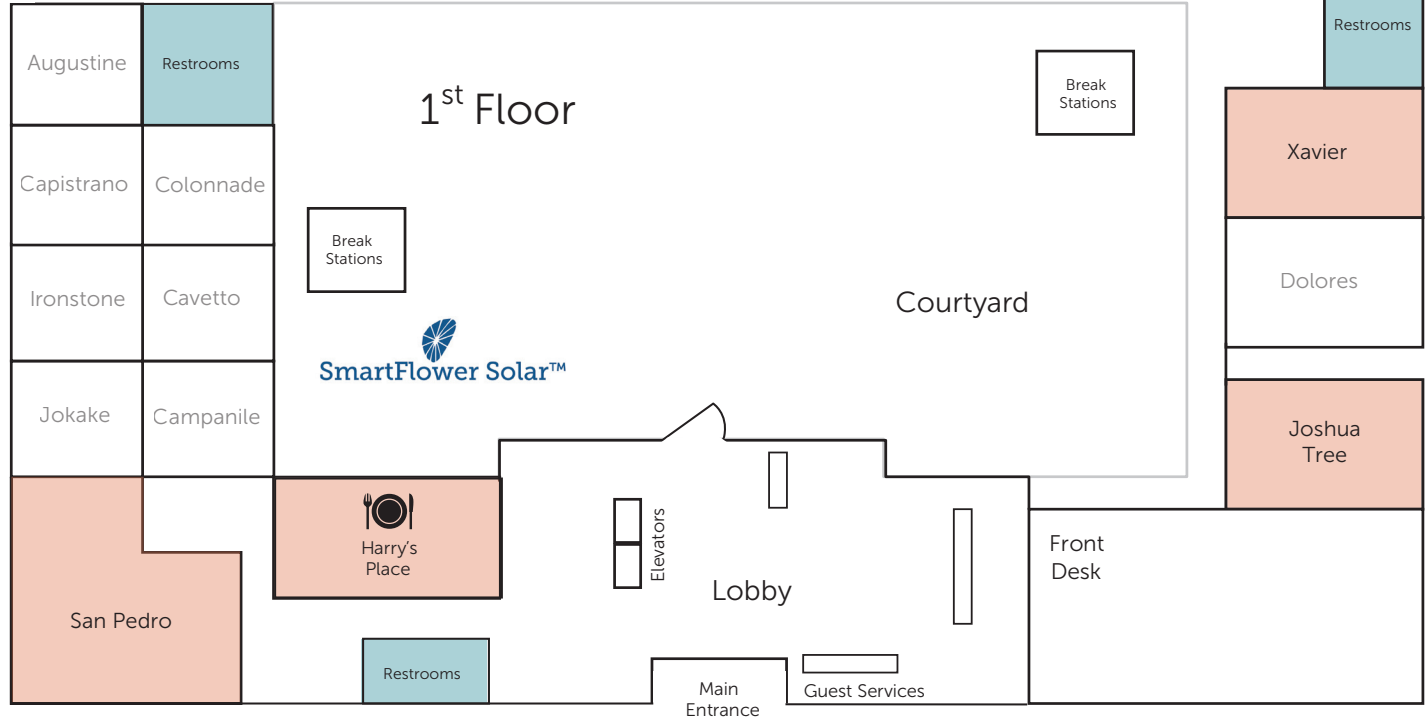 Restrooms
Augustine
Restrooms
1st Floor
Break
Stations
Xavier
Capistrano
Colonnade
Break
Stations
Dolores
Ironstone
Cavetto
Courtyard
SmartFlower Solar™
Jokake
Campanile
Joshua
Tree
Harry's
Place
Elevators
Front
Desk
Lobby
San Pedro
Restrooms
Main
Entrance
Guest Services